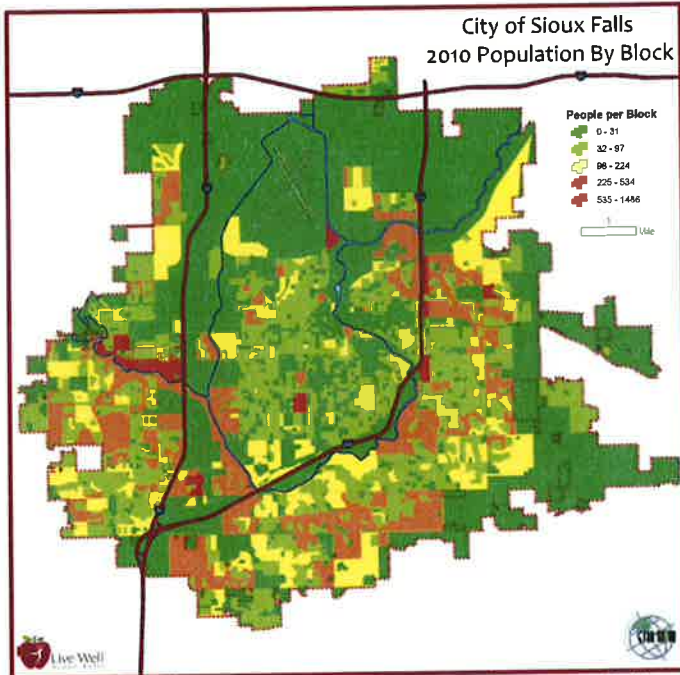 City of Sioux Falls
2010 Population By Block
People per Block
0 - 31
32 - 97
98 - 224
225 - 534
535 - 1486
1
Mile
Live Well